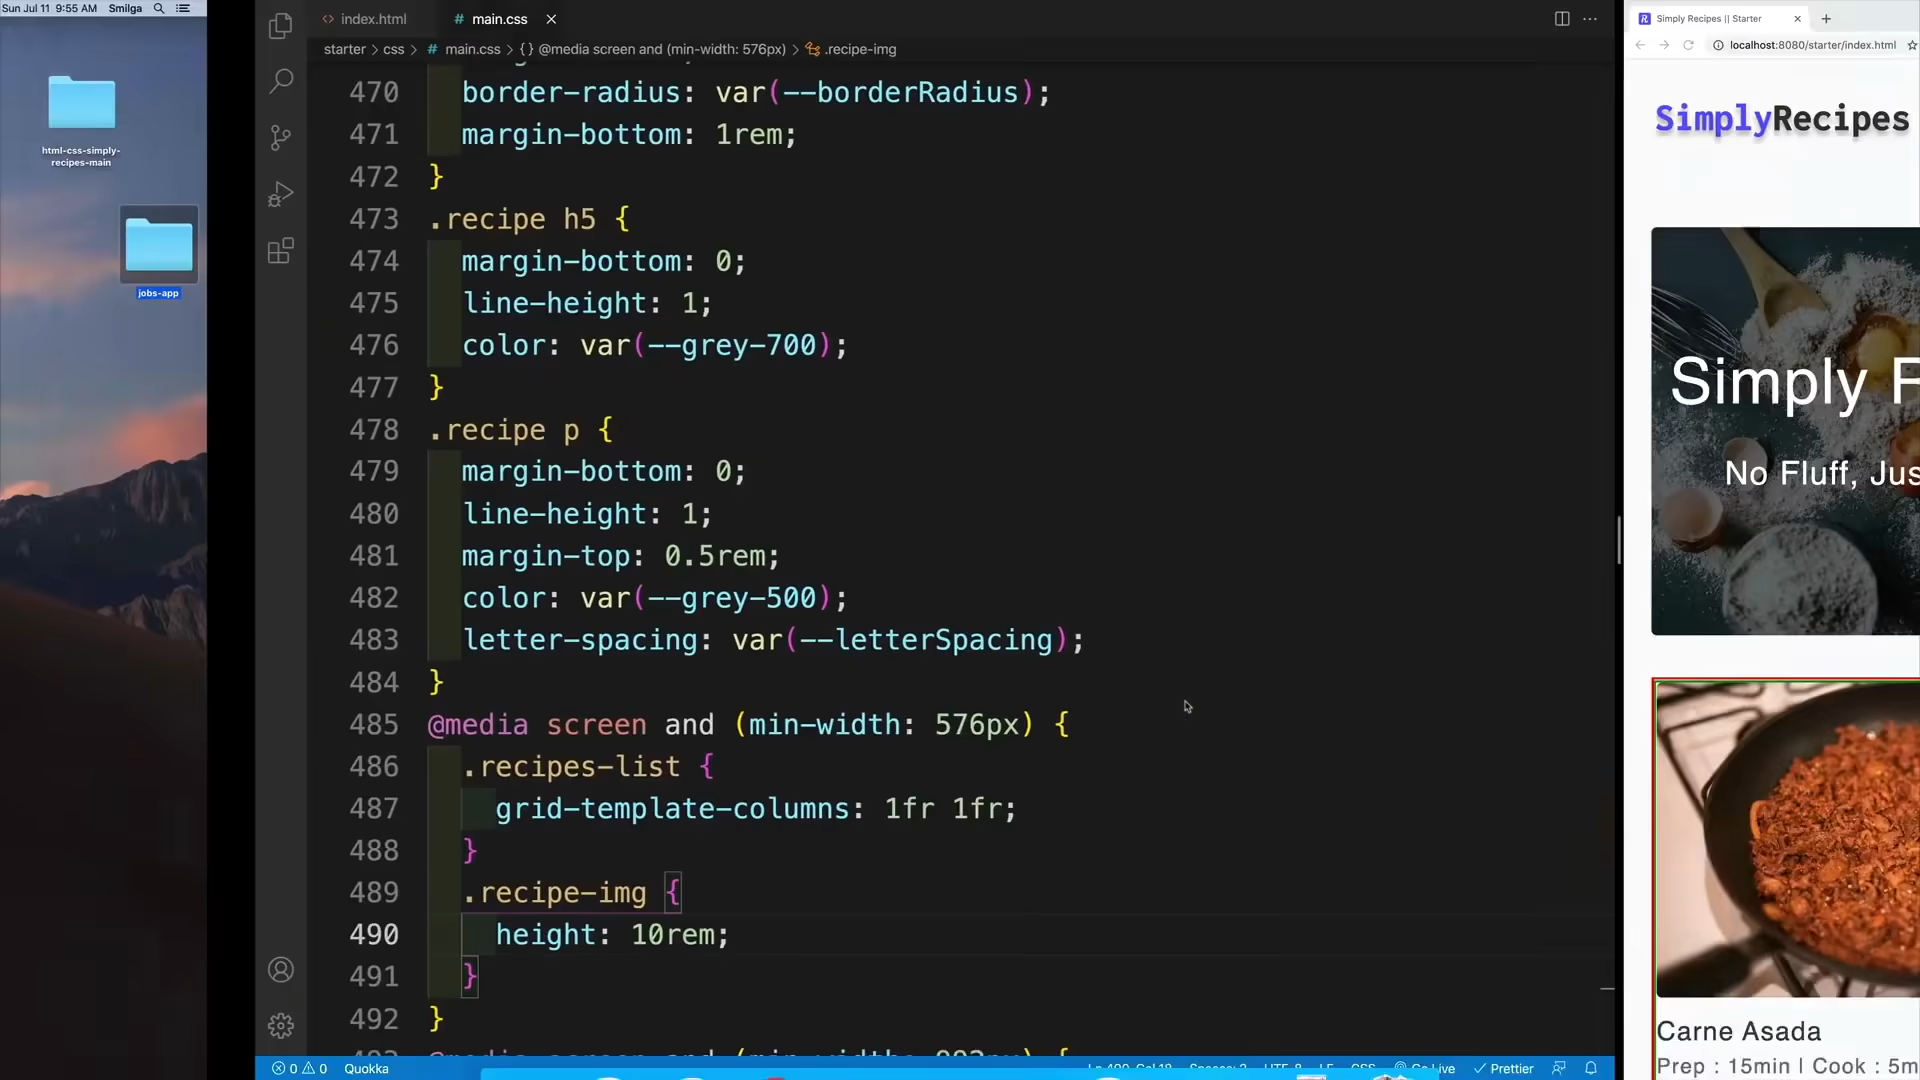 Sun Jul 11 9:55 AM Smilga
html-css-simply-
recipes-main
jobs-app
index.html
# main.css
starter > css > # main.css > {} @media screen and (min-width: 576px) > .recipe-img
470 border-radius: var(--borderRadius);
471 margin-bottom: 1rem;
472 }
473 .recipe h5 {
474 margin-bottom: 0;
475 line-height: 1;
476 color: var(--grey-700);
477 }
478 .recipe p {
479 margin-bottom: 0;
480 line-height: 1;
481 margin-top: 0.5rem;
482 color: var(--grey-500);
483 letter-spacing: var(--letterSpacing);
484 }
485 @media screen and (min-width: 576px) {
486 .recipes-list {
487 grid-template-columns: 1fr 1fr;
488 }
489 .recipe-img {
490 height: 10rem;
491 }
492 }
0 0 Quokka
Go Live
Prettier
Simply Recipes || Starter
localhost:8080/starter/index.html
SimplyRecipes
Simply
No Fluff, Jus
Carne Asada
Prep : 15min | Cook : 5m